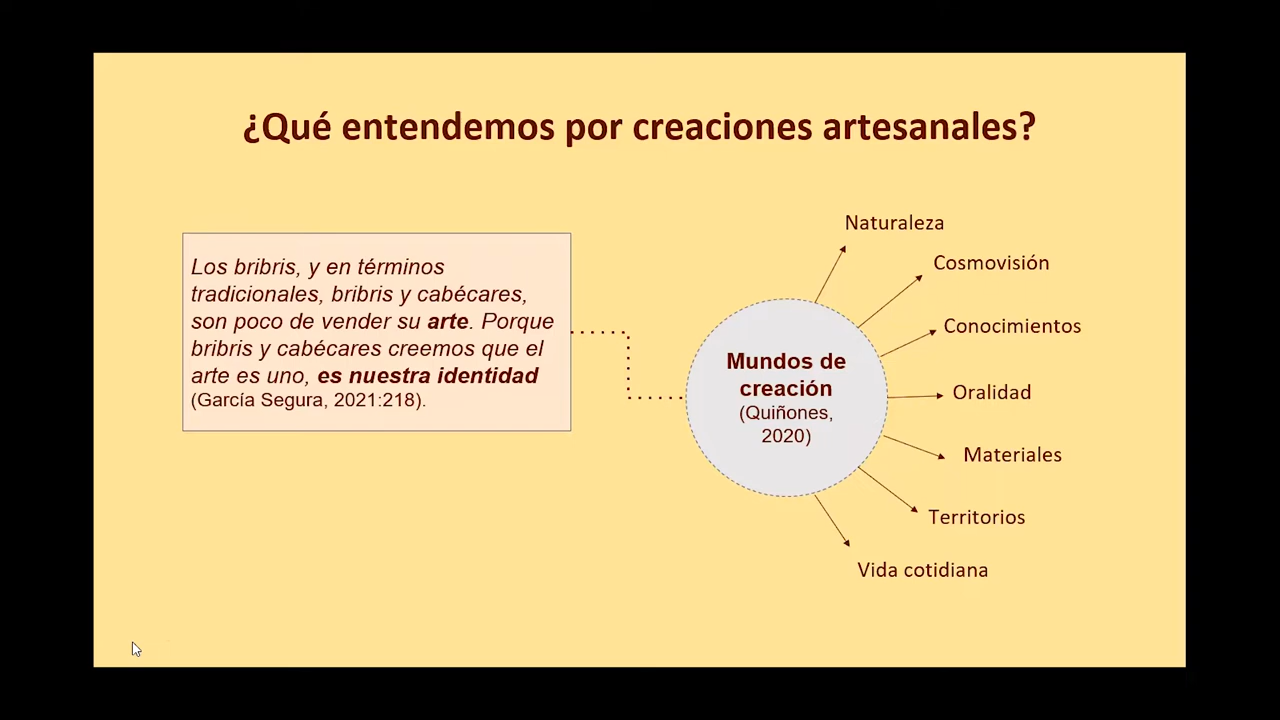 ¿Qué entendemos por creaciones artesanales?
Los bribris, y en términos
tradicionales, bribris y cabécares,
son poco de vender su arte. Porque
bribris y cabécares creemos que el
arte es uno, es nuestra identidad
(García Segura, 2021:218).
Mundos de
creación
(Quiñones,
2020)
Naturaleza
Cosmovisión
Conocimientos
Oralidad
Materiales
Territorios
Vida cotidiana